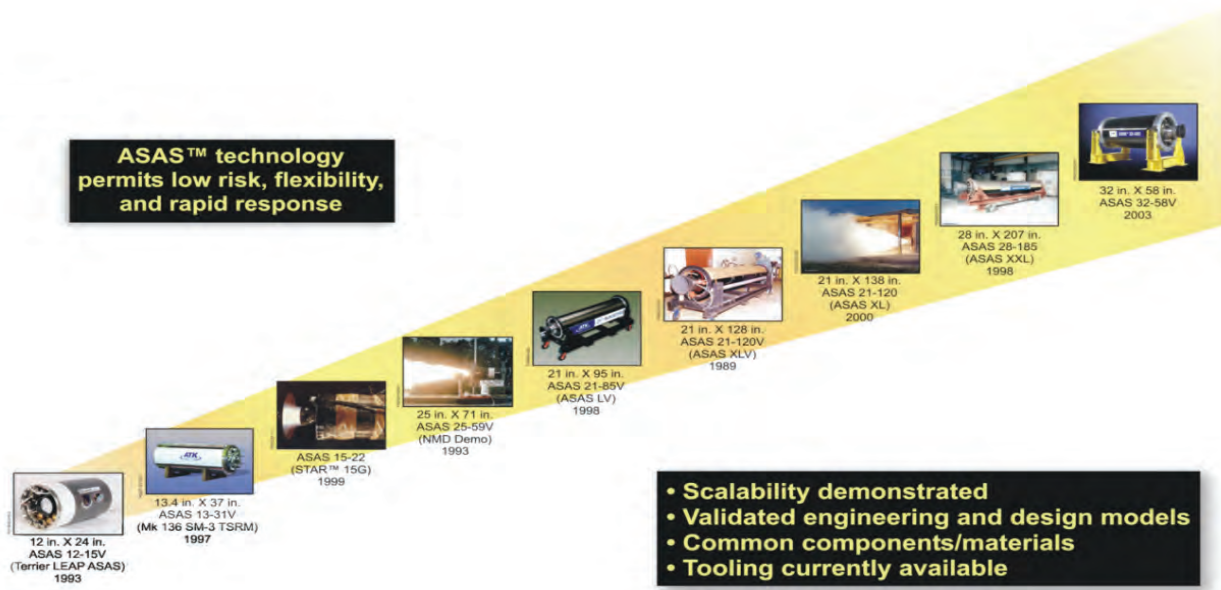 ASAS™ technology
permits low risk, flexibility,
and rapid response
12 in. X 24 in.
ASAS 12-15V
(Terrier LEAP ASAS)
1993
ATK
13.4 in. X 37 in.
ASAS 13-31V
(Mk 136 SM-3 TSRM)
1997
ASAS 15-22
(STAR™ 15G)
1999
25 in. X 71 in.
ASAS 25-59V
(NMD Demo)
1993
ATK
21 in. X 95 in.
ASAS 21-85V
(ASAS LV)
1998
21 in. X 128 in.
ASAS 21-120V
(ASAS XLV)
1989
21 in. X 138 in.
ASAS 21-120
(ASAS XL)
2000
28 in. X 207 in.
ASAS 28-185
(ASAS XXL)
1998
32 in. X 58 in.
ASAS 32-58V
2003
• Scalability demonstrated
• Validated engineering and design models
• Common components/materials
• Tooling currently available